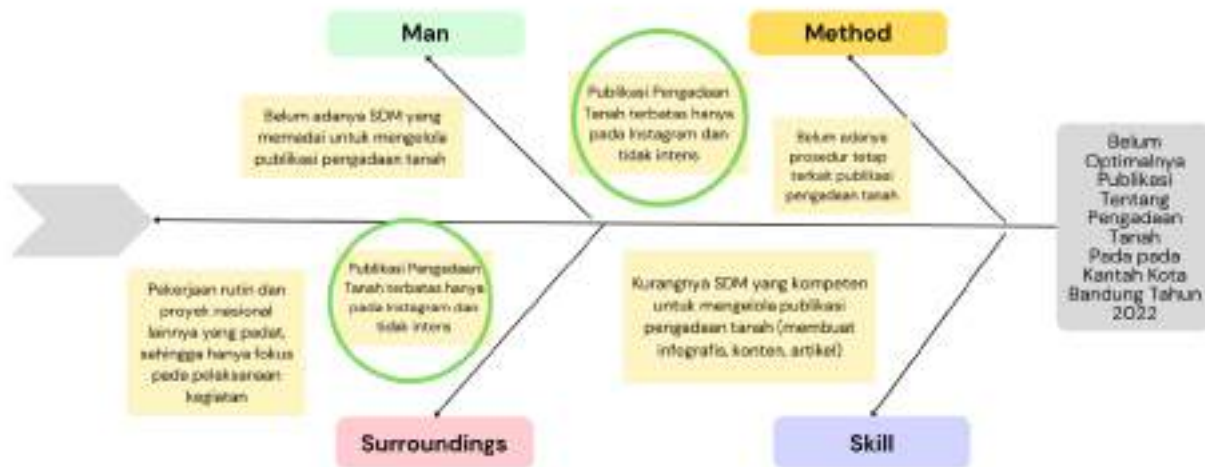 Man
Method
Belum adanya SDM yang
memadai untuk mengelola
publikasi pengadaan tanah
Publikasi Pengadaan
Tanah terbatas hanya
pada Instagram dan
tidak intens
Belum adanya
prosedur tetap
terkait publikasi
pengadaan tanah
Belum
Optimalnya
Publikasi
Tentang
Pengadaan
Tanah
Pada pada
Kantah Kota
Bandung Tahun
2022
Pekerjaan rutin dan
proyek nasional
lainnya yang padat,
sehingga hanya fokus
pada pelaksanaan
kegiatan
Publikasi Pengadaan
Tanah terbatas hanya
pada Instagram dan
tidak intens
Kurangnya SDM yang kompeten
untuk mengelola publikasi
pengadaan tanah (membuat
infografis, konten, artikel)
Surroundings
Skill